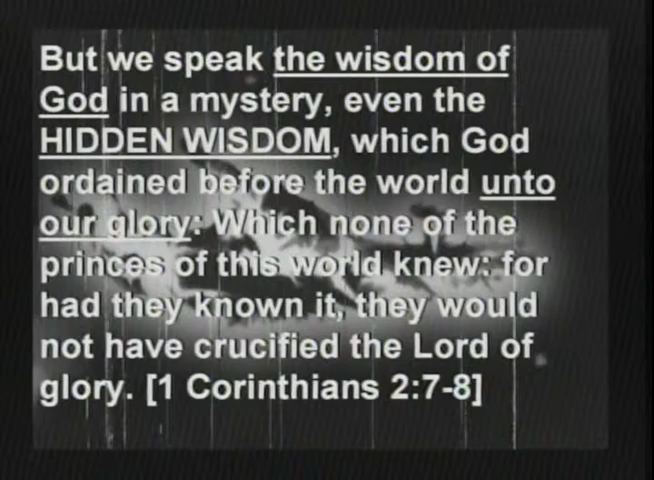 But we speak the wisdom of
God in a mystery, even the
HIDDEN WISDOM, which God
ordained before the world unto
our glory: Which none of the
princes of this world knew: for
had they known it, they would
not have crucified the Lord of
glory. [1 Corinthians 2:7-8]